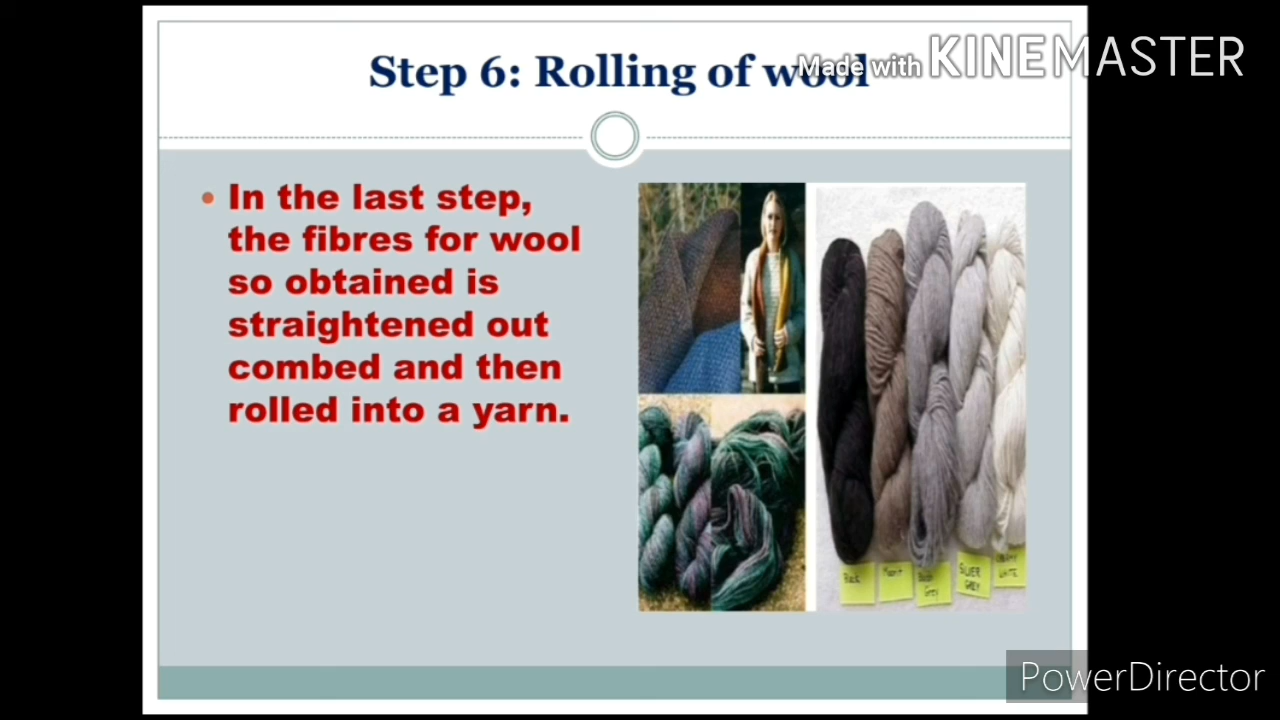 Step 6: Rolling of wool
Made with KINEMASTER
• In the last step,
the fibres for wool
so obtained is
straightened out
combed and then
rolled into a yarn.
Black
Grey
SILVER
GREY
WHITE
PowerDirector